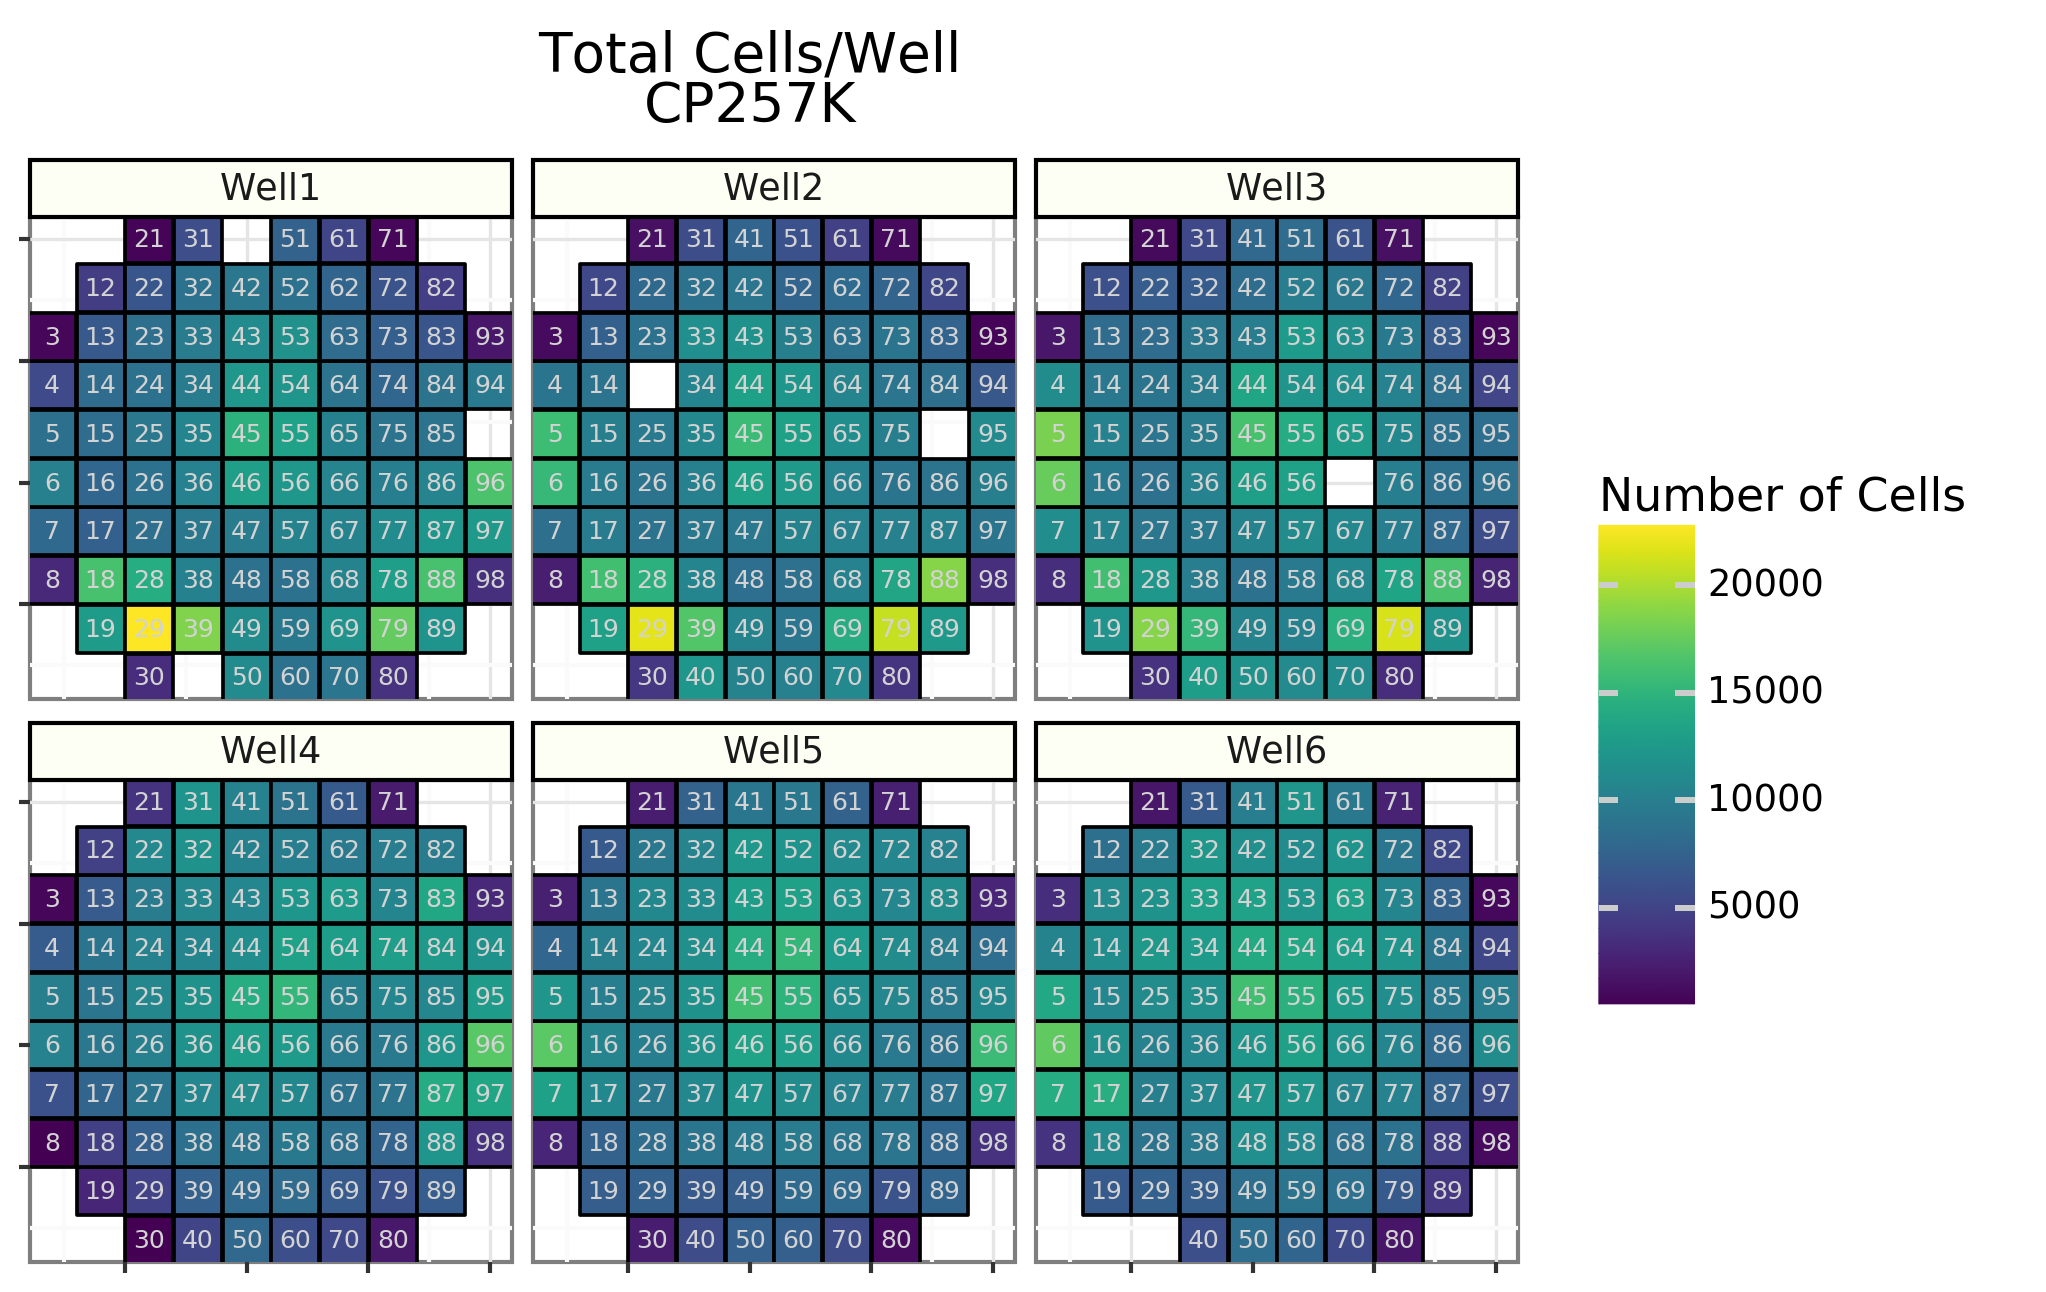 Total Cells/Well
CP257K
Well1 Well2 Well3
21 31 51 61 71 21 31 41 51 61 71 21 31 41 51 61 71
12 22 32 42 52 62 72 82 12 22 32 42 52 62 72 82 12 22 32 42 52 62 72 82
3 13 23 33 43 53 63 73 83 93 3 13 23 33 43 53 63 73 83 93 3 13 23 33 43 53 63 73 83 93
4 14 24 34 44 54 64 74 84 94 4 14 34 44 54 64 74 84 94 4 14 24 34 44 54 64 74 84 94
5 15 25 35 45 55 65 75 85 5 15 25 35 45 55 65 75 95 5 15 25 35 45 55 65 75 85 95
6 16 26 36 46 56 66 76 86 96 6 16 26 36 46 56 66 76 86 96 6 16 26 36 46 56 76 86 96
7 17 27 37 47 57 67 77 87 97 7 17 27 37 47 57 67 77 87 97 7 17 27 37 47 57 67 77 87 97
8 18 28 38 48 58 68 78 88 98 8 18 28 38 48 58 68 78 88 98 8 18 28 38 48 58 68 78 88 98
19 29 39 49 59 69 79 89 19 29 39 49 59 69 79 89 19 29 39 49 59 69 79 89
30 50 60 70 80 30 40 50 60 70 80 30 40 50 60 70 80
Well4 Well5 Well6
21 31 41 51 61 71 21 31 41 51 61 71 21 31 41 51 61 71
12 22 32 42 52 62 72 82 12 22 32 42 52 62 72 82 12 22 32 42 52 62 72 82
3 13 23 33 43 53 63 73 83 93 3 13 23 33 43 53 63 73 83 93 3 13 23 33 43 53 63 73 83 93
4 14 24 34 44 54 64 74 84 94 4 14 24 34 44 54 64 74 84 94 4 14 24 34 44 54 64 74 84 94
5 15 25 35 45 55 65 75 85 95 5 15 25 35 45 55 65 75 85 95 5 15 25 35 45 55 65 75 85 95
6 16 26 36 46 56 66 76 86 96 6 16 26 36 46 56 66 76 86 96 6 16 26 36 46 56 66 76 86 96
7 17 27 37 47 57 67 77 87 97 7 17 27 37 47 57 67 77 87 97 7 17 27 37 47 57 67 77 87 97
8 18 28 38 48 58 68 78 88 98 8 18 28 38 48 58 68 78 88 98 8 18 28 38 48 58 68 78 88 98
19 29 39 49 59 69 79 89 19 29 39 49 59 69 79 89 19 29 39 49 59 69 79 89
30 40 50 60 70 80 30 40 50 60 70 80 40 50 60 70 80
Number of Cells
20000
15000
10000
5000